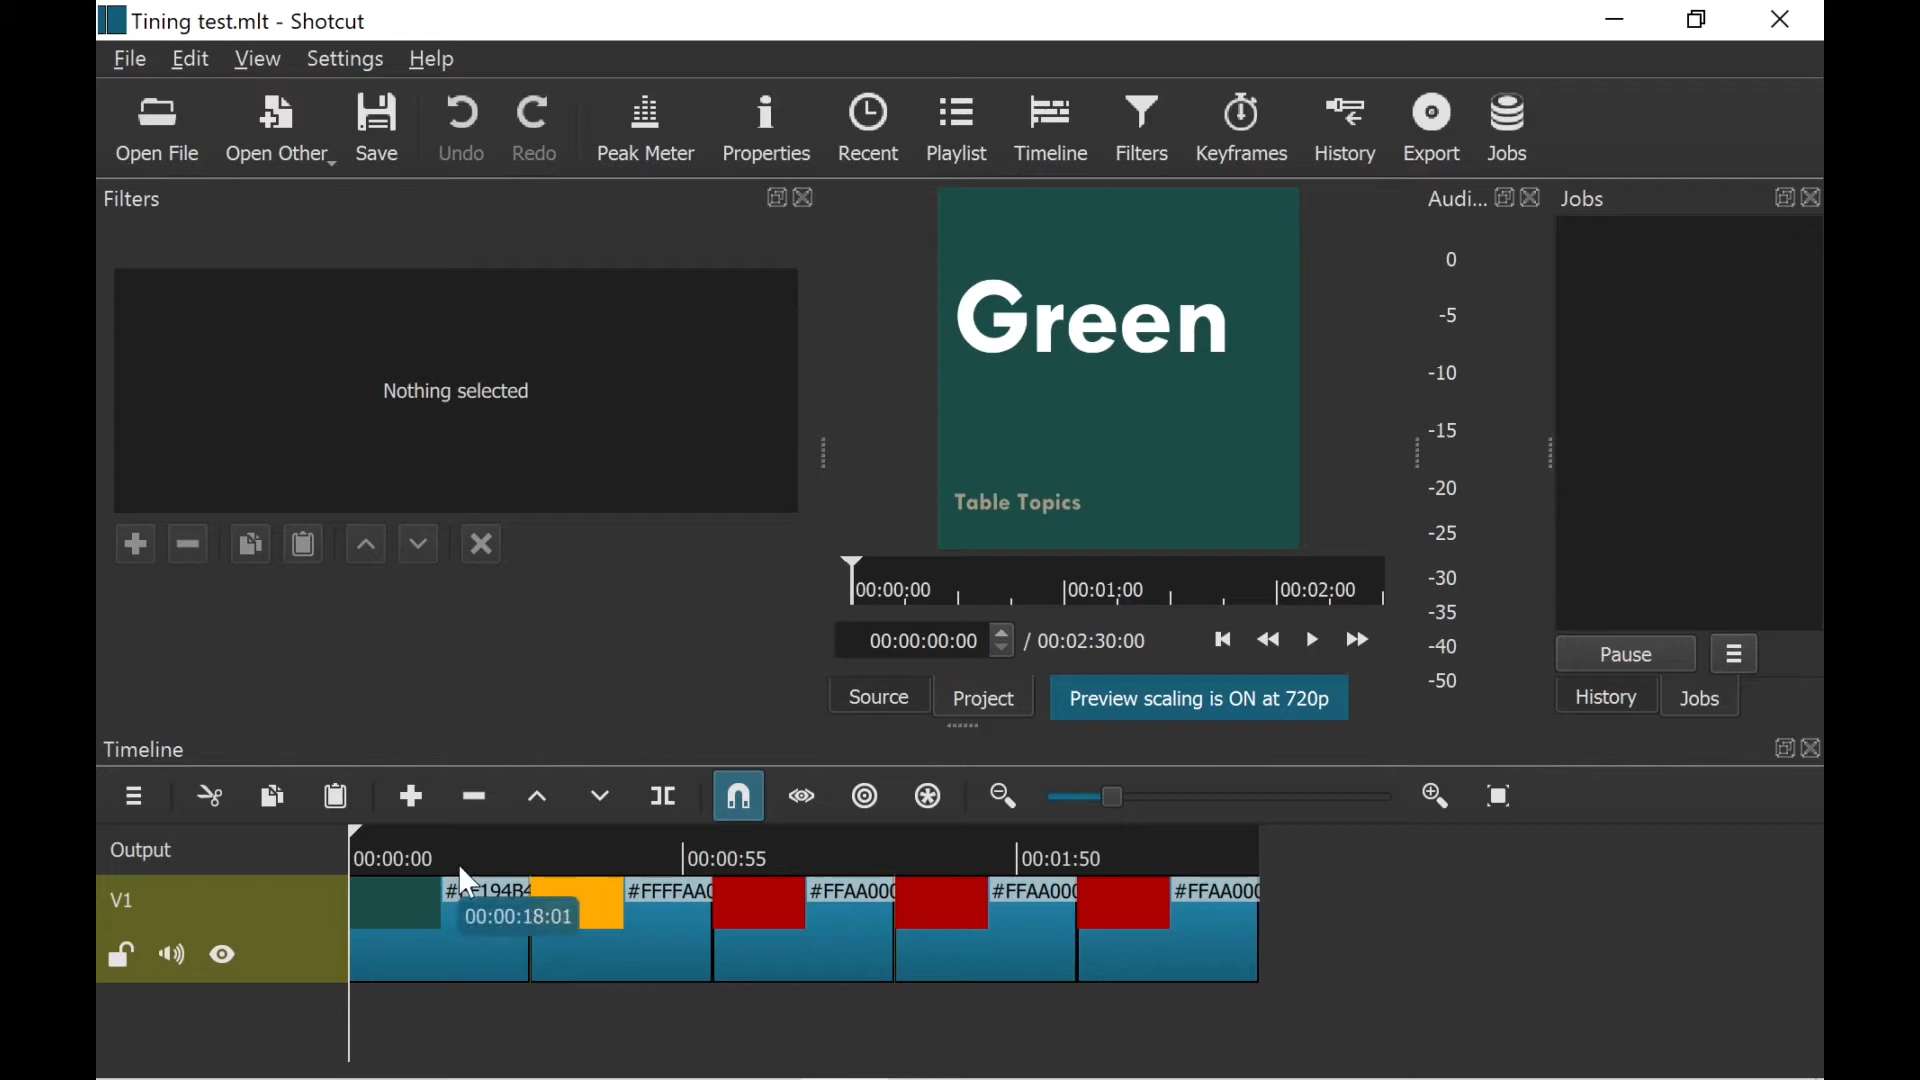 Tining test.mlt - Shotcut
File Edit View Settings Help
Open File Open Other Save Undo Redo Peak Meter Properties Recent Playlist Timeline Filters Keyframes History Export Jobs
Filters
Nothing selected
Green
Table Topics
00:00:00 00:01:00 00:02:00
00:00:00:00 / 00:02:30:00
Source Project Preview scaling is ON at 720p
Audi...
0
-5
-10
-15
-20
-25
-30
-35
-40
-50
Jobs
Pause
History Jobs
Timeline
Output
00:00:00 00:00:55 00:01:50
V1
#FFFFAA0 #FFAA000 #FFAA000 #FFAA000
00:00:18:01